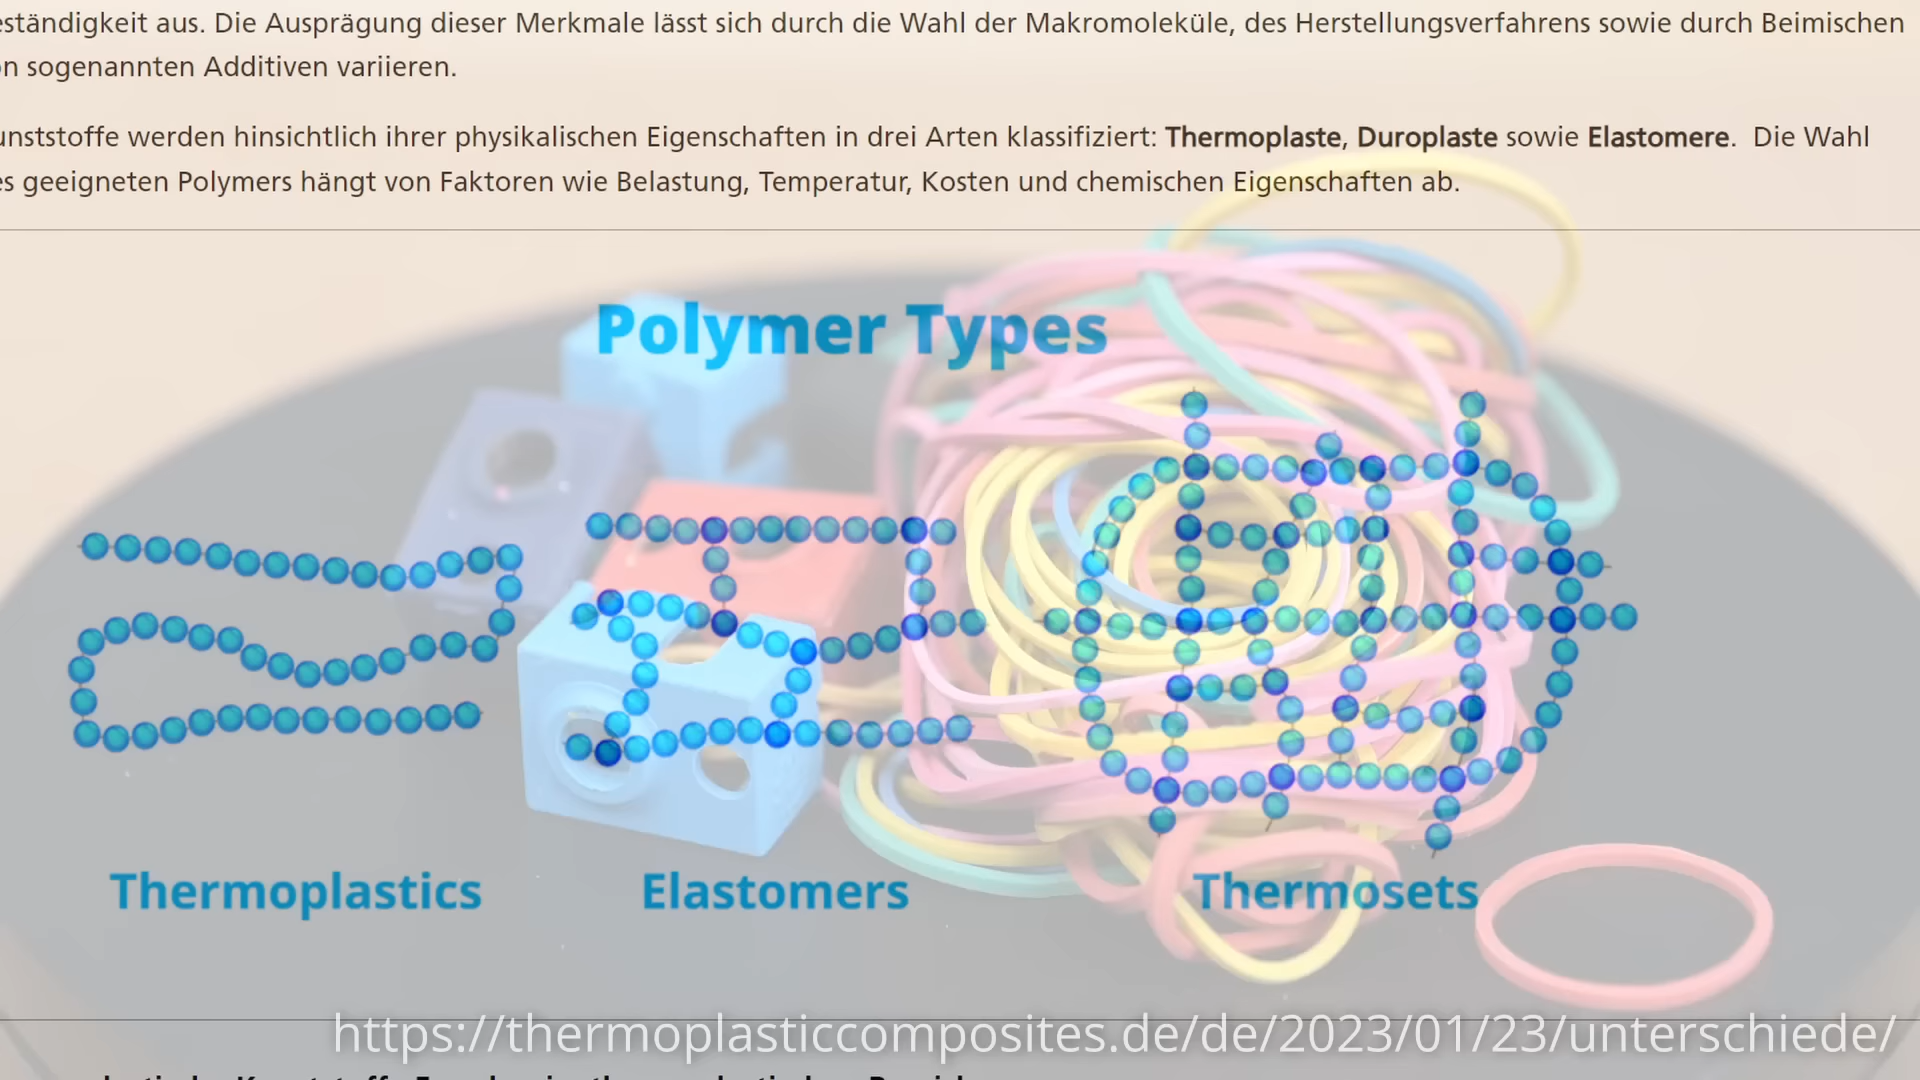 eständigkeit aus. Die Ausprägung dieser Merkmale lässt sich durch die Wahl der Makromoleküle, des Herstellungsverfahrens sowie durch Beimischen
on sogenannten Additiven variieren.
unststoffe werden hinsichtlich ihrer physikalischen Eigenschaften in drei Arten klassifiziert: Thermoplaste, Duroplaste sowie Elastomere. Die Wahl
es geeigneten Polymers hängt von Faktoren wie Belastung, Temperatur, Kosten und chemischen Eigenschaften ab.
Polymer Types
Thermoplastics
Elastomers
Thermosets
https://thermoplasticcomposites.de/de/2023/01/23/unterschiede/